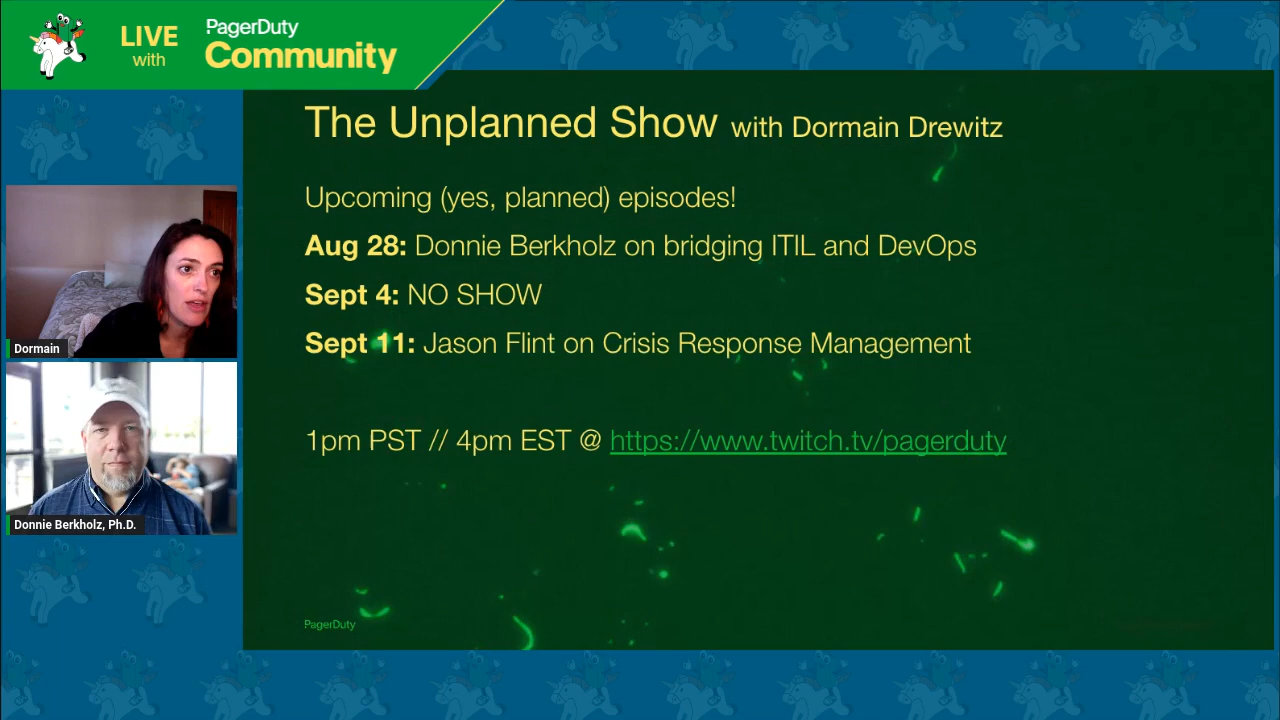 LIVE
with
PagerDuty
Community
The Unplanned Show with Dormain Drewitz
Upcoming (yes, planned) episodes!
Aug 28: Donnie Berkholz on bridging ITIL and DevOps
Sept 4: NO SHOW
Sept 11: Jason Flint on Crisis Response Management
1pm PST // 4pm EST @ https://www.twitch.tv/pagerduty
Dormain
Donnie Berkholz, Ph.D.
PagerDuty